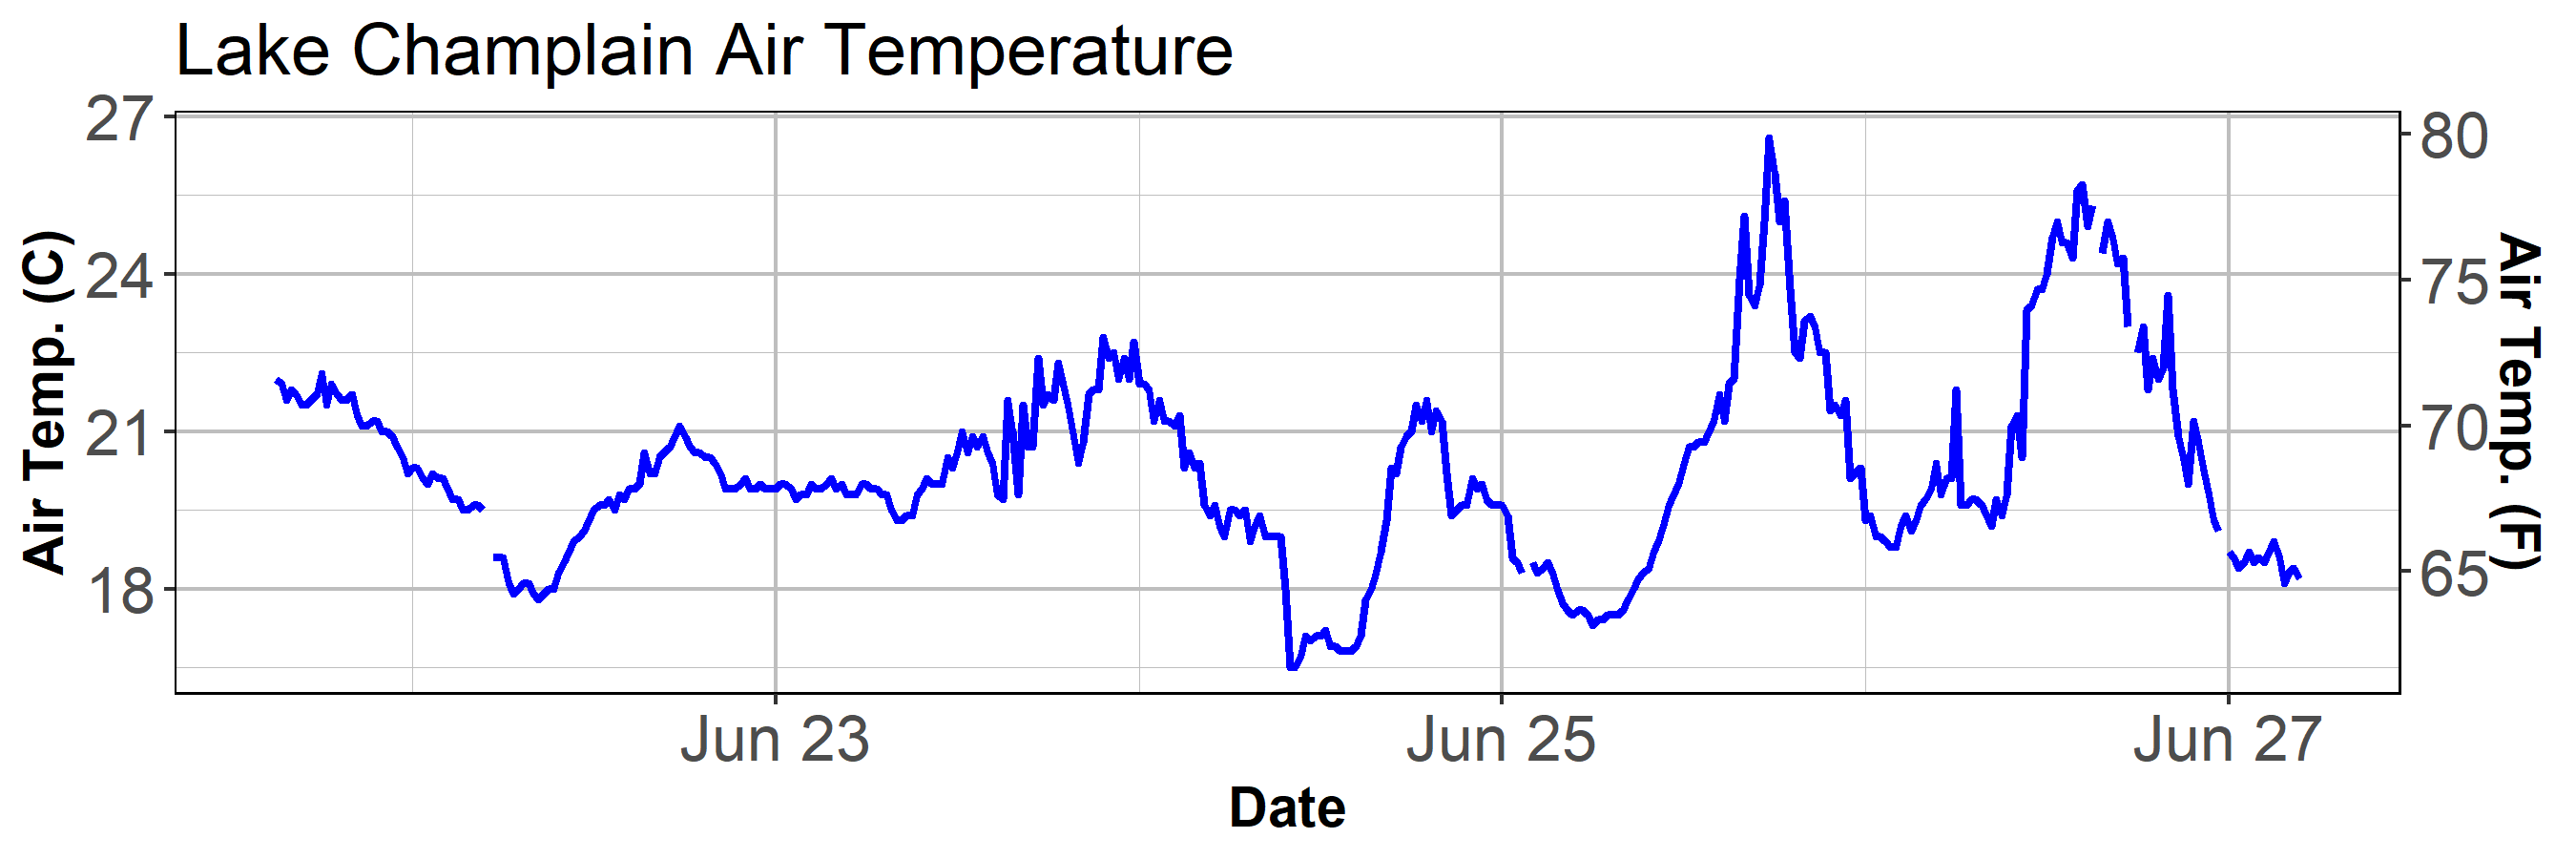 Lake Champlain Air Temperature
Air Temp. (C)
27
24
21
18
80
75
70
65
Air Temp. (F)
Jun 23
Jun 25
Jun 27
Date